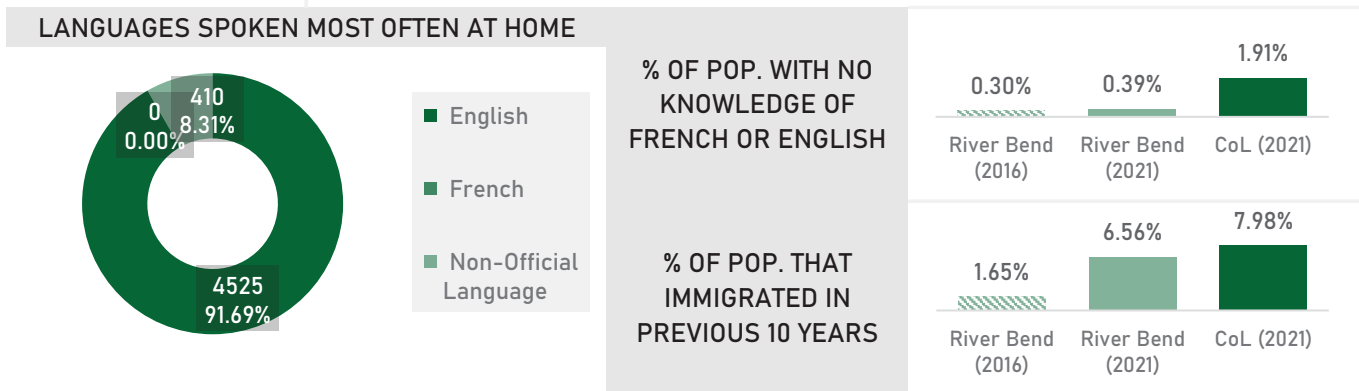 LANGUAGES SPOKEN MOST OFTEN AT HOME
0
0.00%
410
8.31%
4525
91.69%
English
French
Non-Official
Language
% OF POP. WITH NO
KNOWLEDGE OF
FRENCH OR ENGLISH
0.30%
0.39%
1.91%
River Bend
(2016)
River Bend
(2021)
CoL (2021)
% OF POP. THAT
IMMIGRATED IN
PREVIOUS 10 YEARS
1.65%
6.56%
7.98%
River Bend
(2016)
River Bend
(2021)
CoL (2021)